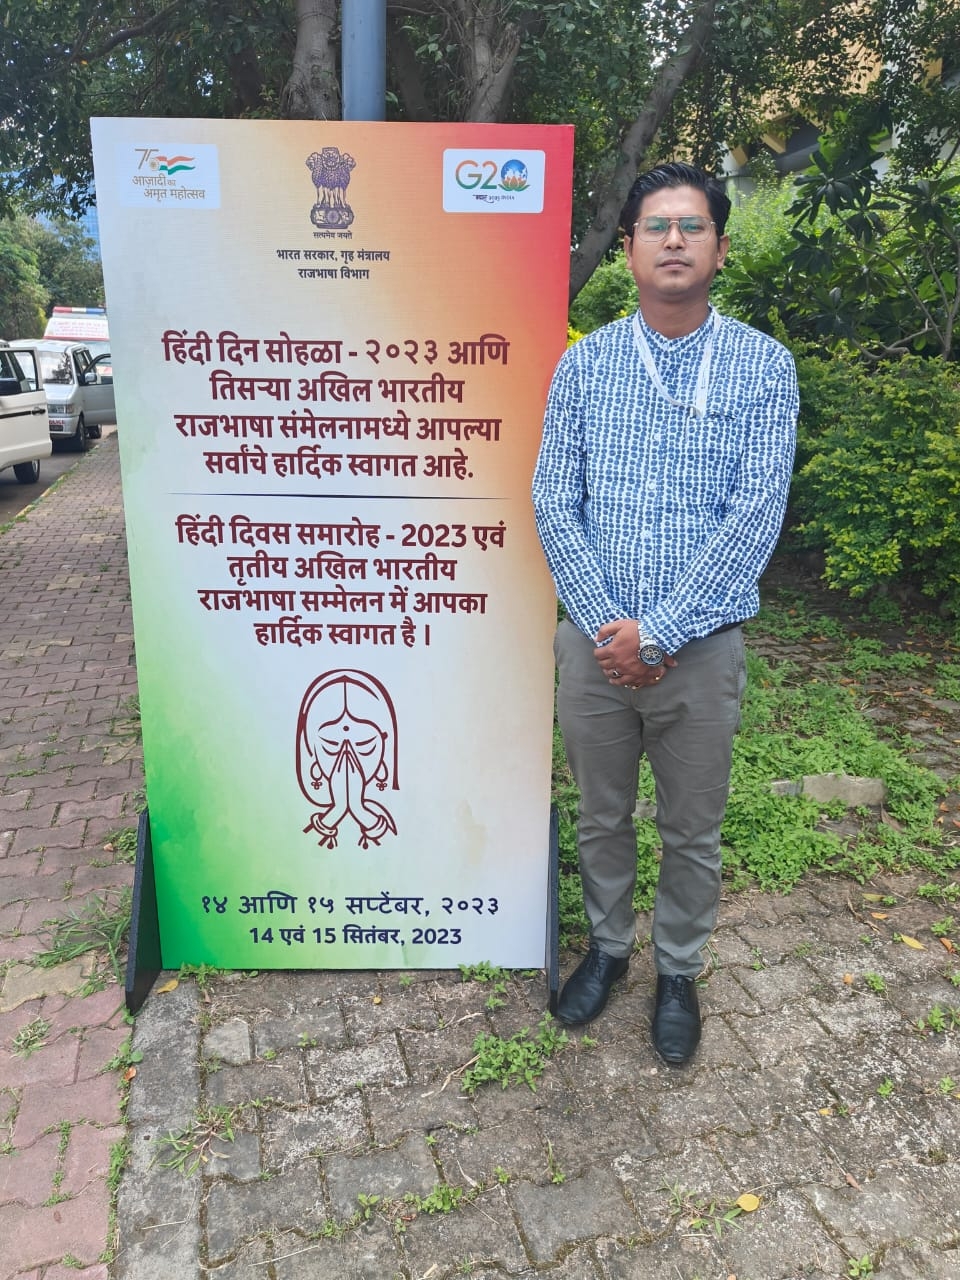 75
आज़ादी का
अमृत महोत्सव
सत्यमेव जयते
G20
भारत सरकार, गृह मंत्रालय
राजभाषा विभाग
हिंदी दिन सोहळा - २०२३ आणि
तिसऱ्या अखिल भारतीय
राजभाषा संमेलनामध्ये आपल्या
सर्वांचे हार्दिक स्वागत आहे.
हिंदी दिवस समारोह - 2023 एवं
तृतीय अखिल भारतीय
राजभाषा सम्मेलन में आपका
हार्दिक स्वागत है ।
१४ आणि १५ सप्टेंबर, २०२३
14 एवं 15 सितंबर, 2023